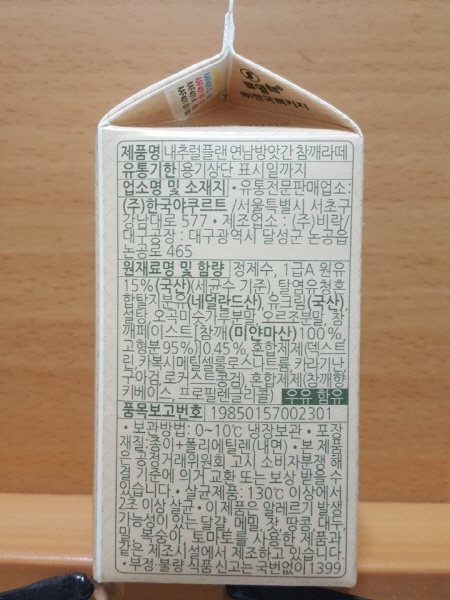 제품명 내추럴플랜 연남방앗간 참깨라떼
유통기한 용기상단 표시일까지
업소명 및 소재지 • 유통전문판매업소:
(주)한국야쿠르트 /서울특별시 서초구
강남대로 577 • 제조업소 : (주)비락/
대구공장 : 대구광역시 달성군 논공읍
논공로 465
원재료명 및 함량 정제수, 1급A 원유
15%(국산)(세균수 기준), 탈염유청혼
합탈지분유(네덜란드산), 유크림(국산),
설탕, 오곡미숫가루분말, 오르조분말, 참
깨페이스트[참깨(미얀마산)100%,
고형분 95%]0.45%, 혼합제제(덱스트
린, 카복시메틸셀룰로스나트륨, 카라기난,
구아검, 로커스트콩검), 혼합제제(참깨향
키베이스, 프로필렌글리콜) 우유 함유
품목보고번호 19850157002301
• 보관방법: 0~10℃ 냉장보관 • 포장
재질:종이+폴리에틸렌(내면) • 본 제품
은 공정거래위원회 고시 소비자분쟁 해
결 기준에 의거 교환 또는 보상 받을 수
있습니다. • 살균제품: 130℃ 이상에서
2초 이상 살균 • 이 제품은 알레르기 발생
가능성이 있는 달걀, 메밀, 잣, 땅콩, 대두,
밀, 복숭아, 토마토를 사용한 제품과
같은 제조시설에서 제조하고 있습니다.
• 부정·불량 식품 신고는 국번없이 1399